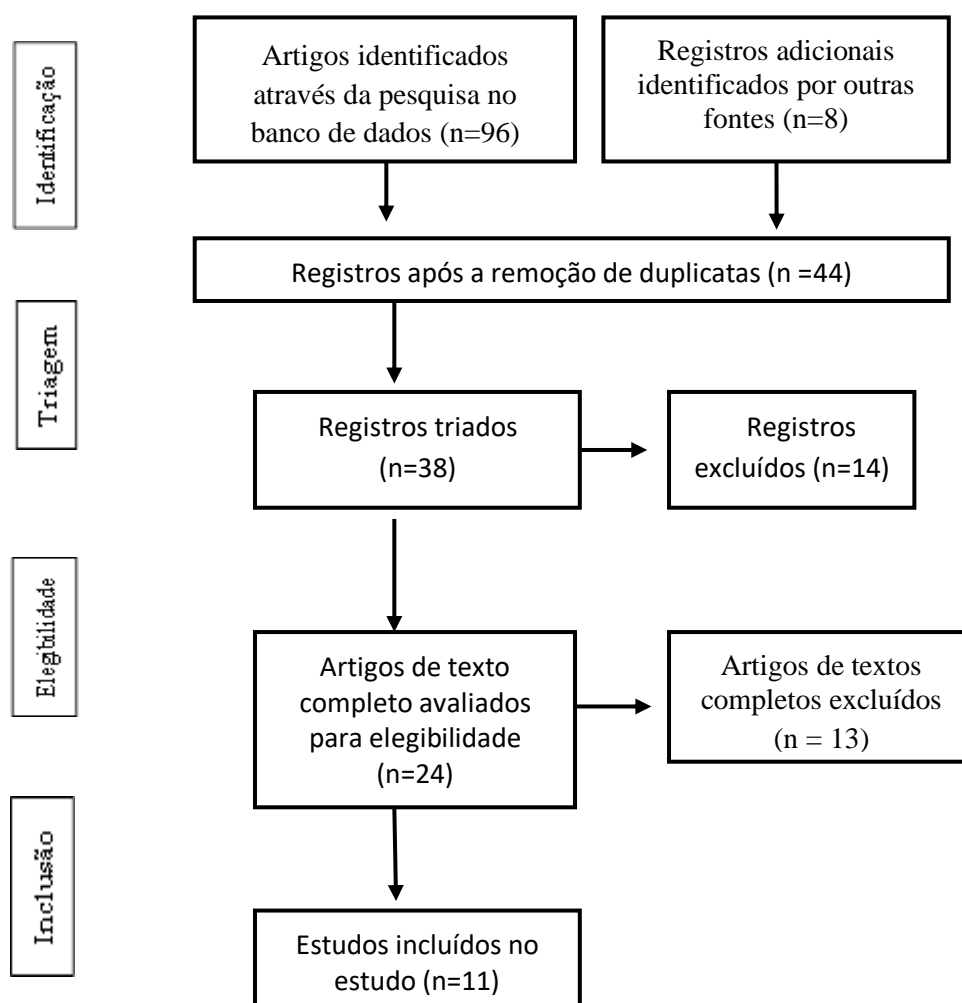 Identificação
Artigos identificados
através da pesquisa no
banco de dados (n=96)
Registros adicionais
identificados por outras
fontes (n=8)
Registros após a remoção de duplicatas (n =44)
Triagem
Registros triados
(n=38)
Registros
excluídos (n=14)
Elegibilidade
Artigos de texto
completo avaliados
para elegibilidade
(n=24)
Artigos de textos
completos excluídos
(n = 13)
Inclusão
Estudos incluídos no
estudo (n=11)